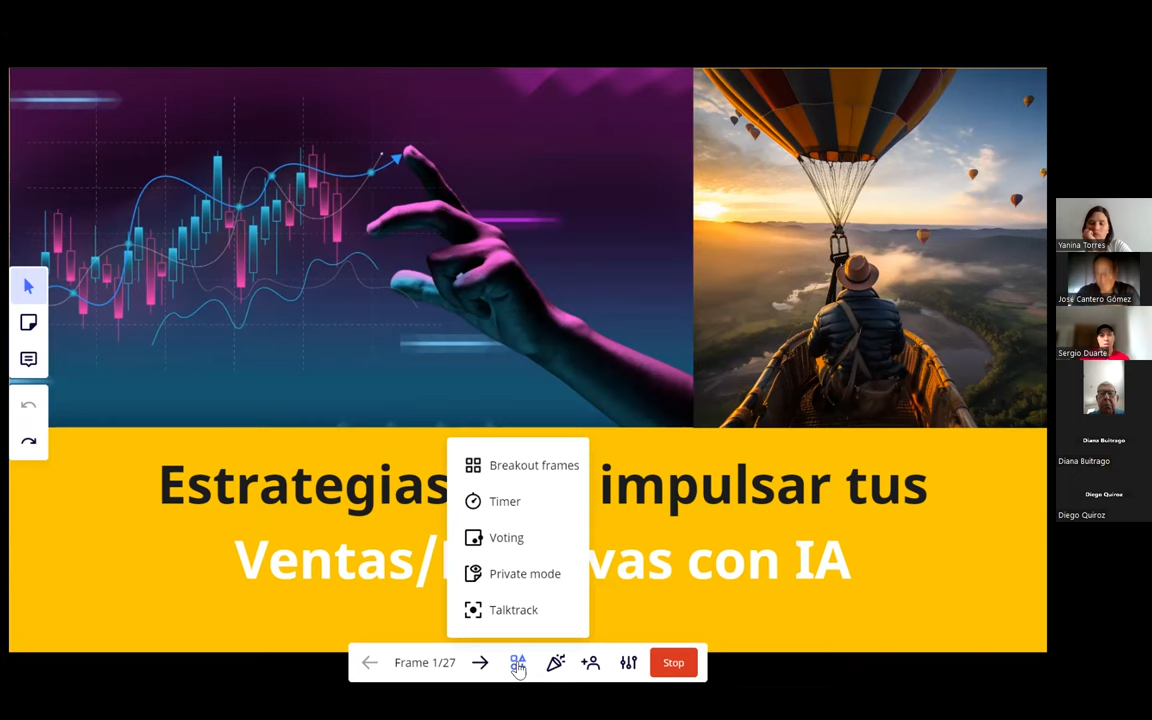 Yanina Torres
José Cantero Gómez
Sergio Duarte
Diana Buitrago
Diana Buitrago
Diego Quiroz
Diego Quiroz
Estrategias
impulsar tus
Ventas/
vas con IA
Breakout frames
Timer
Voting
Private mode
Talktrack
Frame 1/27
Stop